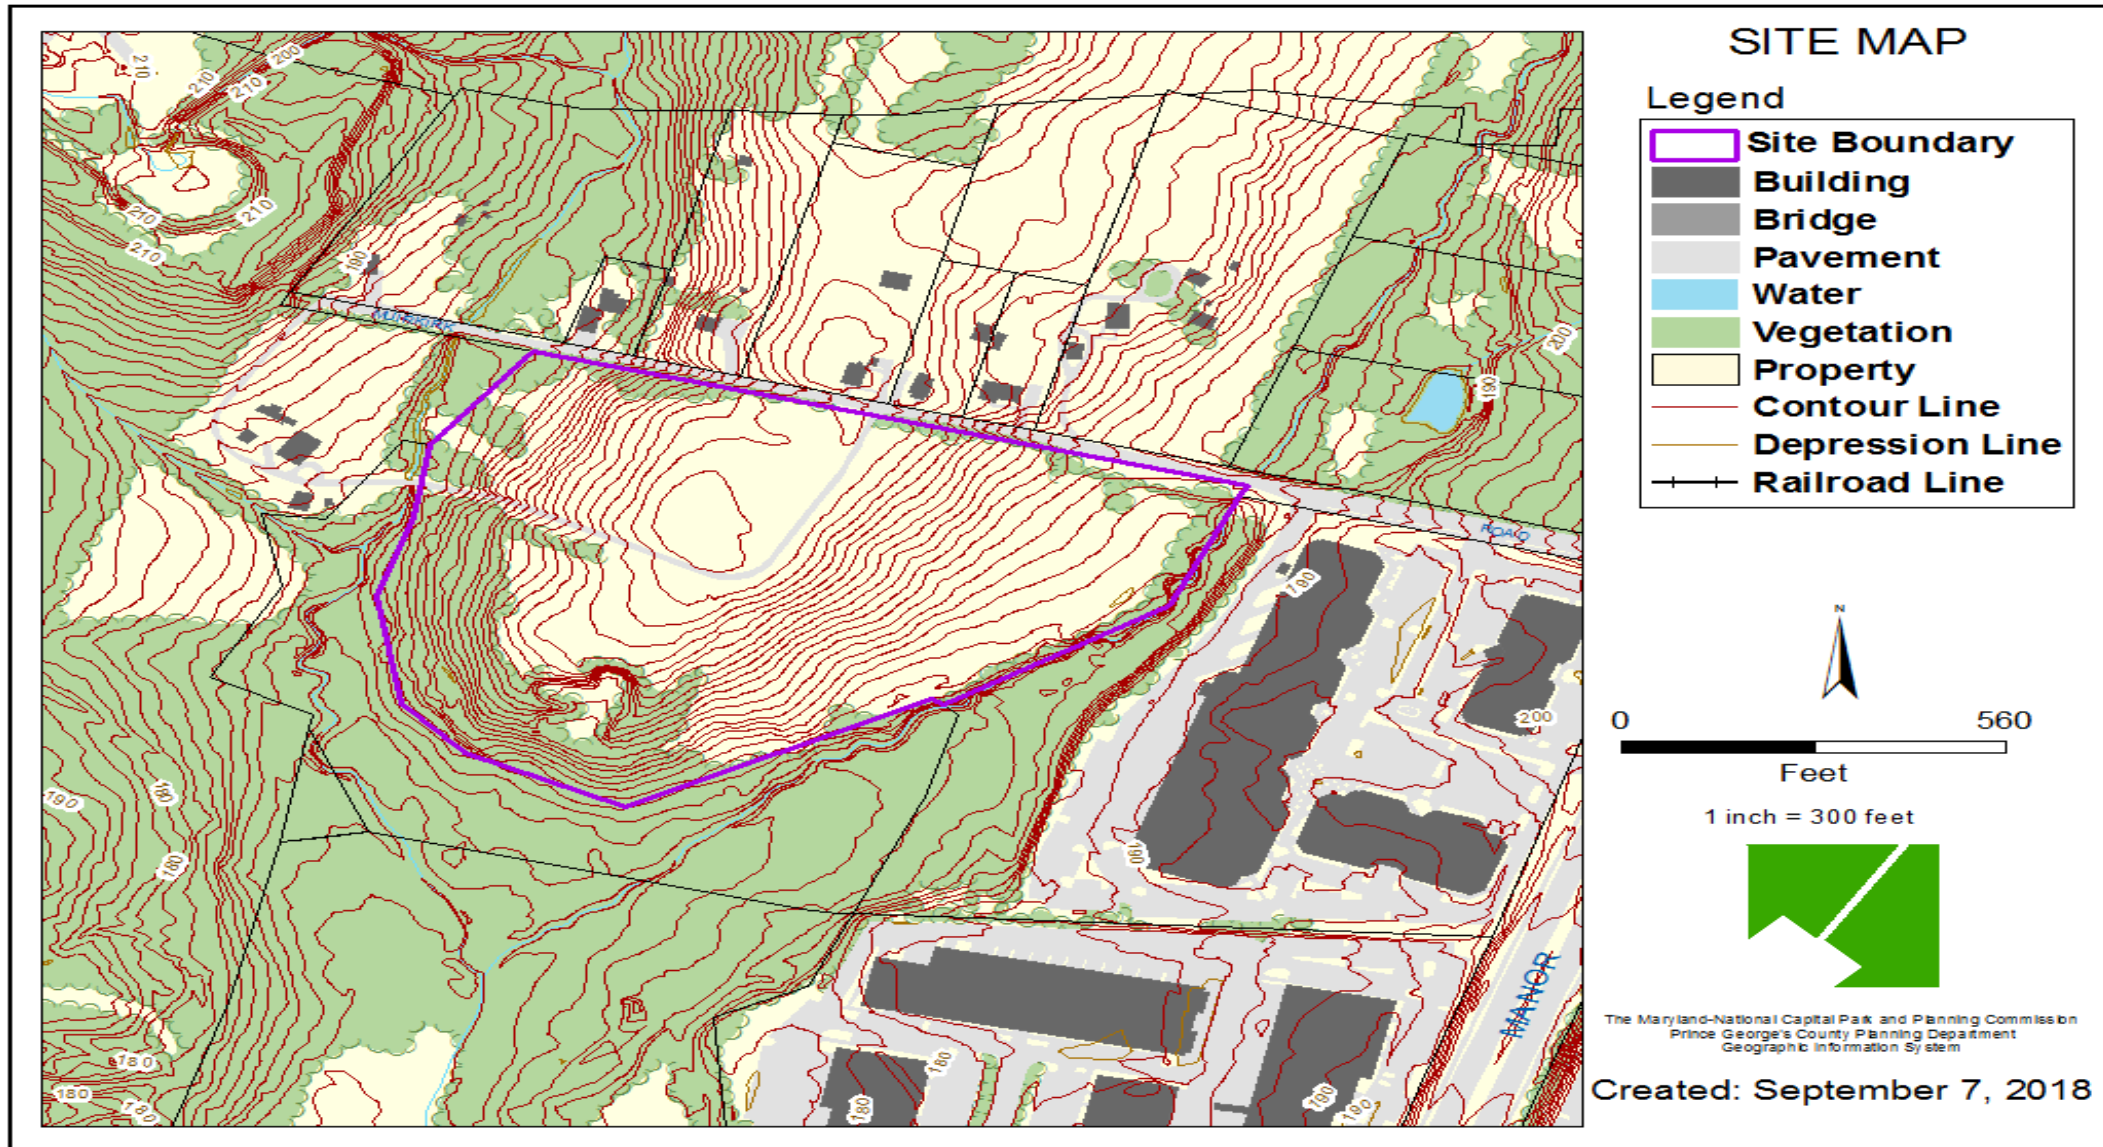 SITE MAP
Legend
Site Boundary
Building
Bridge
Pavement
Water
Vegetation
Property
Contour Line
Depression Line
Railroad Line
N
0 560
Feet
1 inch = 300 feet
The Maryland-National Capital Park and Planning Commission
Prince George's County Planning Department
Geographic Information System
Created: September 7, 2018
210
210
200
210
210
210
210
190
ROAD
200
190
190
200
190
190
180
180
180
180
180
180
180
190
190
MANOR